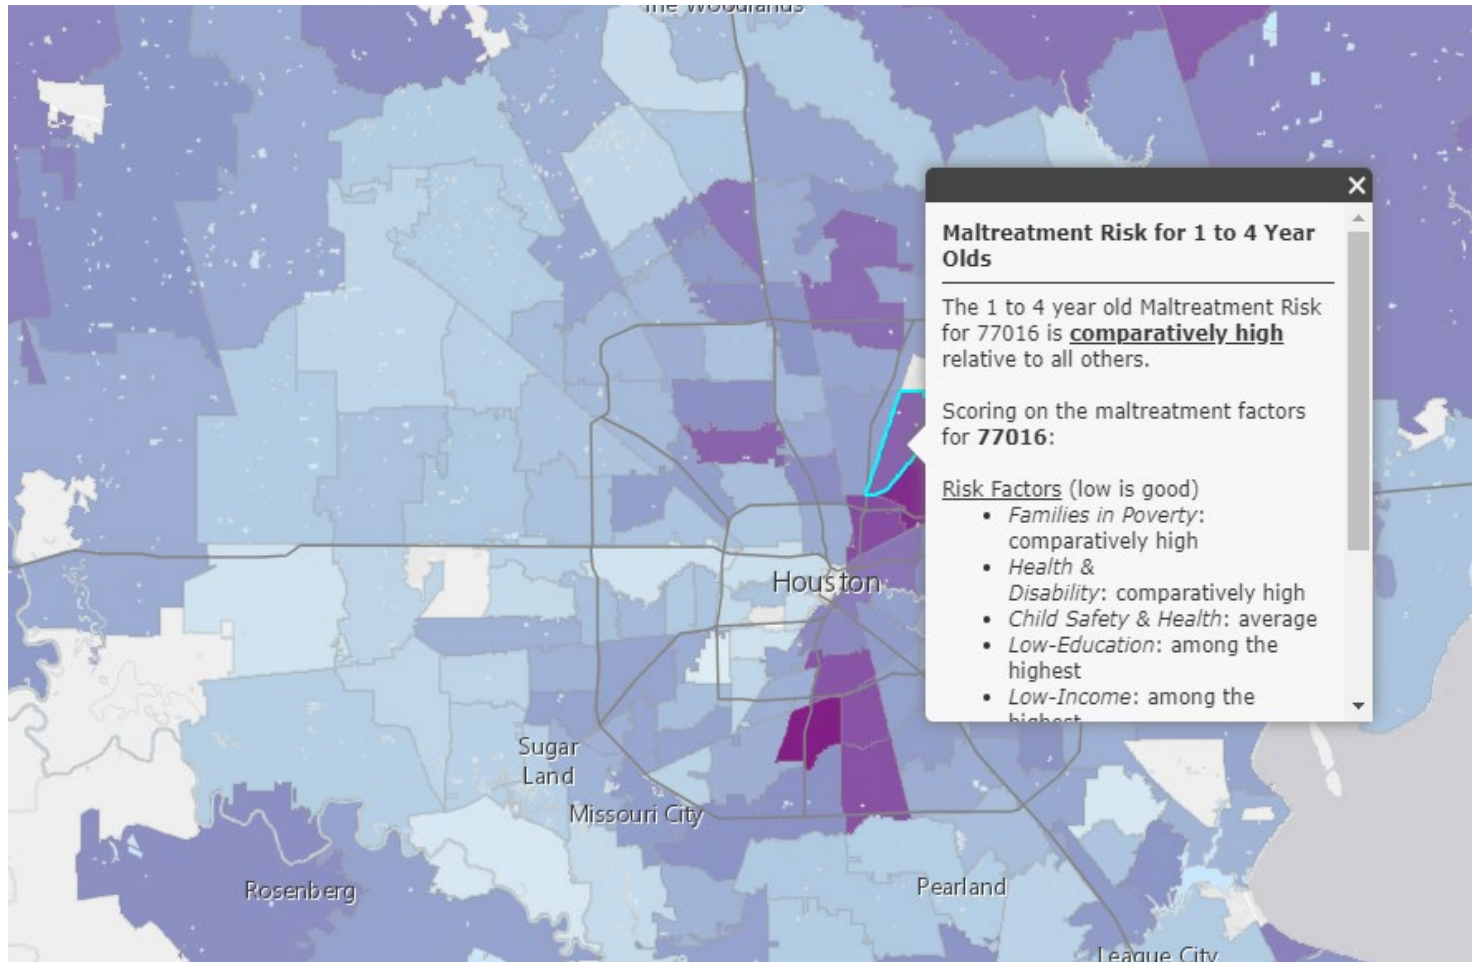 The Woodlands
×
Maltreatment Risk for 1 to 4 Year
Olds
The 1 to 4 year old Maltreatment Risk
for 77016 is comparatively high
relative to all others.
Scoring on the maltreatment factors
for 77016:
Risk Factors (low is good)
• Families in Poverty:
comparatively high
• Health &
Disability: comparatively high
• Child Safety & Health: average
• Low-Education: among the
highest
• Low-Income: among the
highest
Houston
Sugar
Land
Missouri City
Rosenberg
Pearland
League City